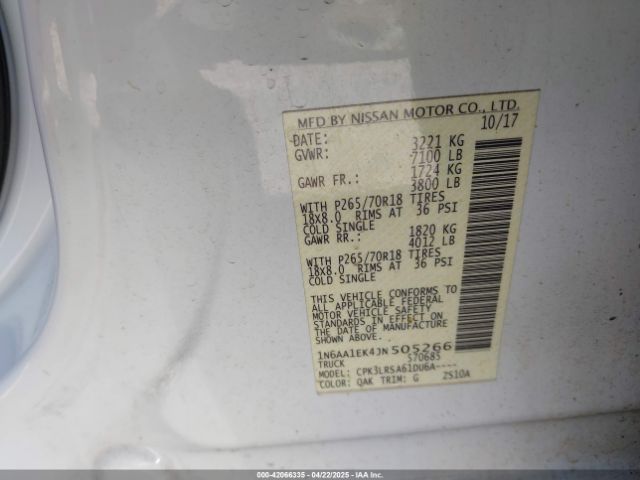 MFD BY NISSAN MOTOR CO., LTD.
DATE: 10/17
GVWR: 3221 KG
7100 LB
GAWR FR.: 1724 KG
3800 LB
WITH P265/70R18 TIRES
18X8.0 RIMS AT 36 PSI
COLD SINGLE
GAWR RR.: 1820 KG
4012 LB
WITH P265/70R18 TIRES
18X8.0 RIMS AT 36 PSI
COLD SINGLE
THIS VEHICLE CONFORMS TO
ALL APPLICABLE FEDERAL
MOTOR VEHICLE SAFETY
STANDARDS IN EFFECT ON
THE DATE OF MANUFACTURE
SHOWN ABOVE.
1N6AA1EK4JN505266
TRUCK 570685
MODEL: CPK3LRSA61DU6A----
COLOR: QAK TRIM: G 2S10A
000-42066335 - 04/22/2025 - IAAI.COM